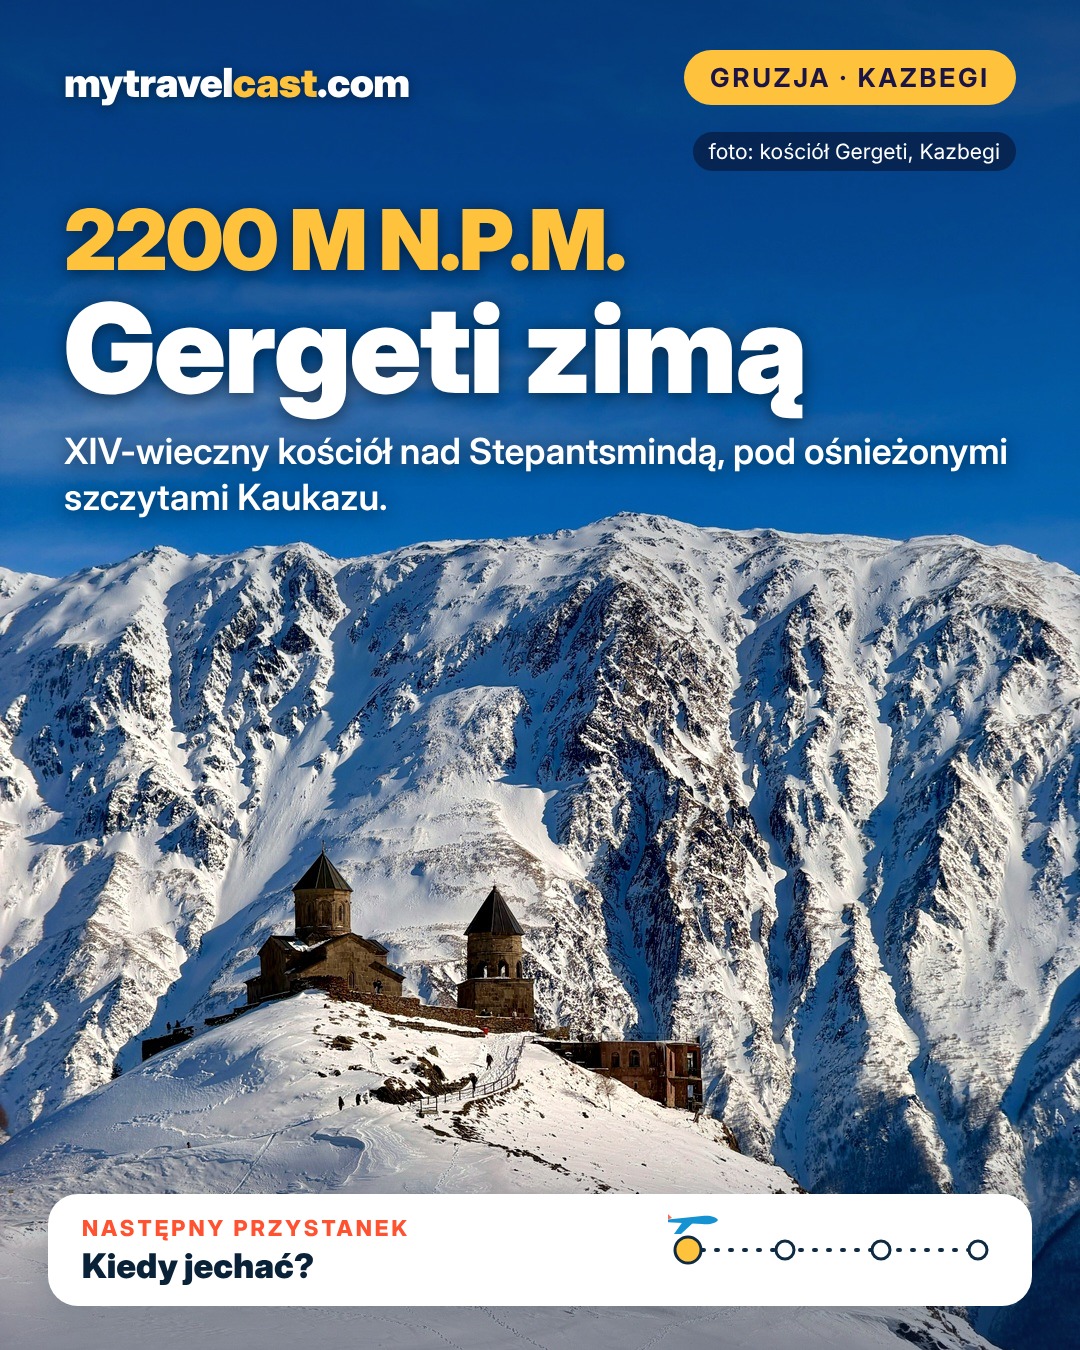 mytravelcast.com
GRUZJA · KAZBEGI
foto: kościół Gergeti, Kazbegi
2200 M N.P.M.
Gergeti zimą
XIV-wieczny kościół nad Stepantsmindą, pod ośnieżonymi
szczytami Kaukazu.
NASTĘPNY PRZYSTANEK
Kiedy jechać?